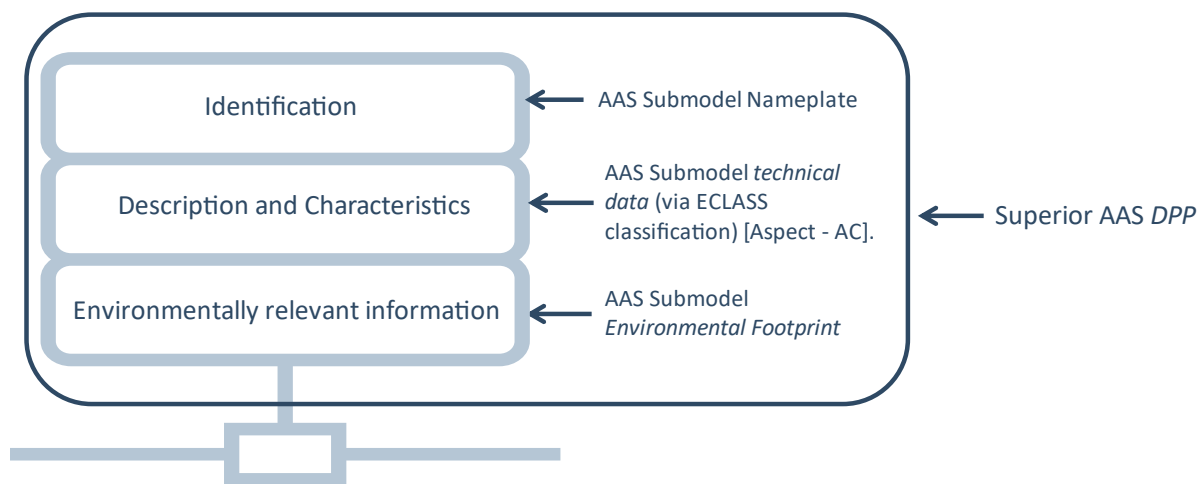 Identification
AAS Submodel Nameplate
Description and Characteristics
AAS Submodel technical
data (via ECLASS
classification) [Aspect - AC].
Superior AAS DPP
Environmentally relevant information
AAS Submodel
Environmental Footprint